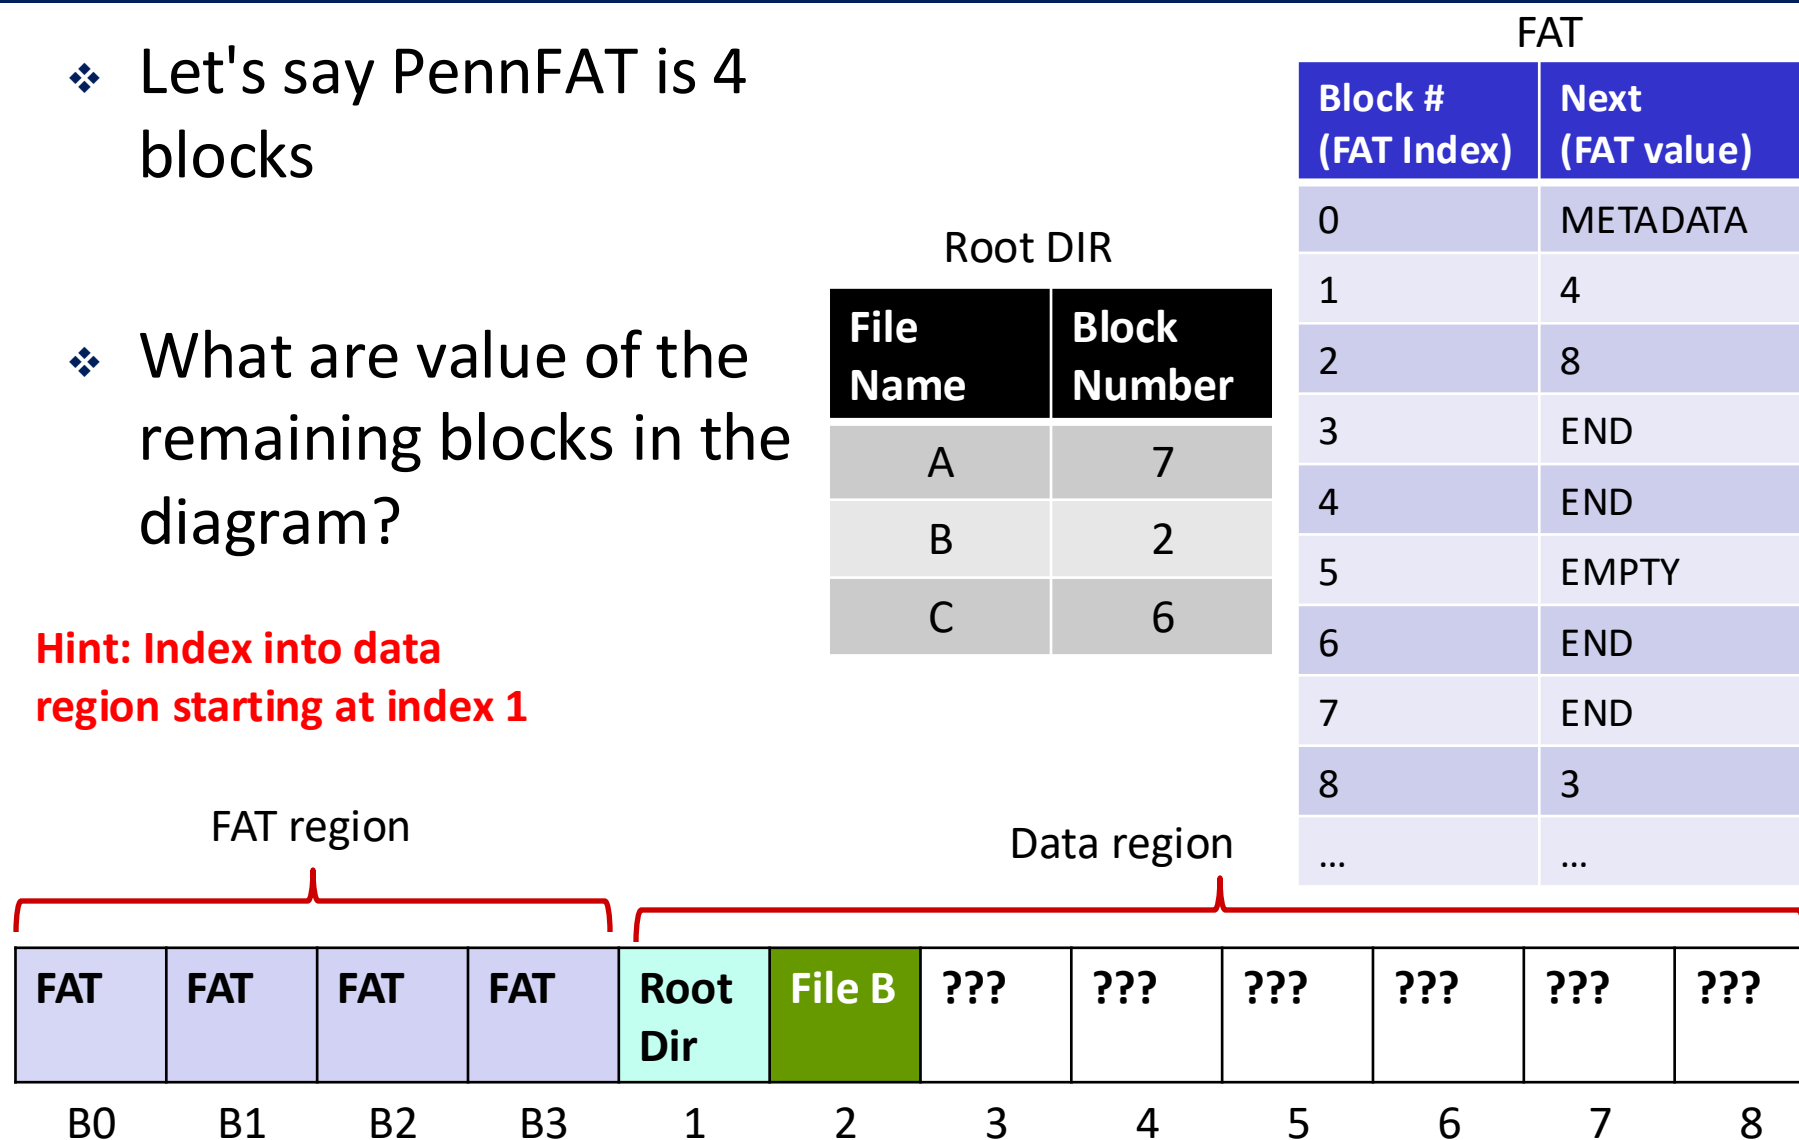 ❖ Let's say PennFAT is 4
blocks
❖ What are value of the
remaining blocks in the
diagram?
Hint: Index into data
region starting at index 1
Root DIR
File Name Block Number
A 7
B 2
C 6
FAT
Block # (FAT Index) Next (FAT value)
0 METADATA
1 4
2 8
3 END
4 END
5 EMPTY
6 END
7 END
8 3
... ...
FAT region
Data region
FAT FAT FAT FAT Root Dir File B ??? ??? ??? ??? ??? ???
B0 B1 B2 B3 1 2 3 4 5 6 7 8